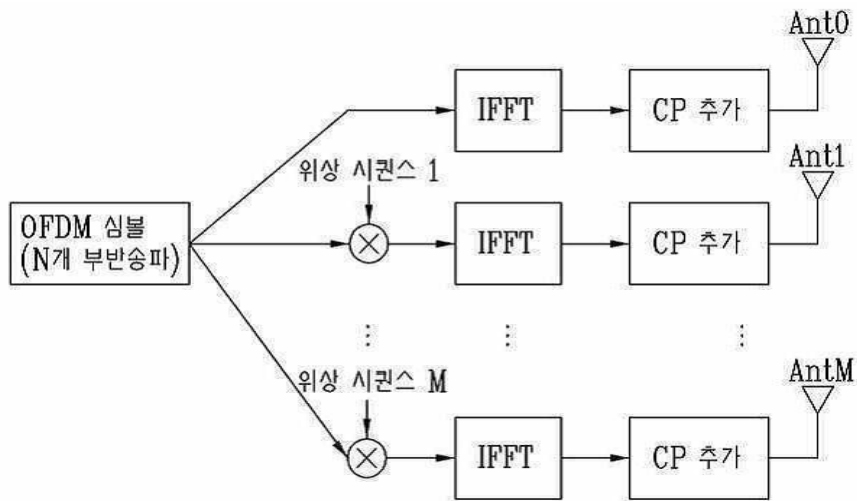 Ant0
IFFT
CP 추가
위상 시퀀스 1
Ant1
OFDM 심볼
(N개 부반송파)
IFFT
CP 추가
위상 시퀀스 M
AntM
IFFT
CP 추가